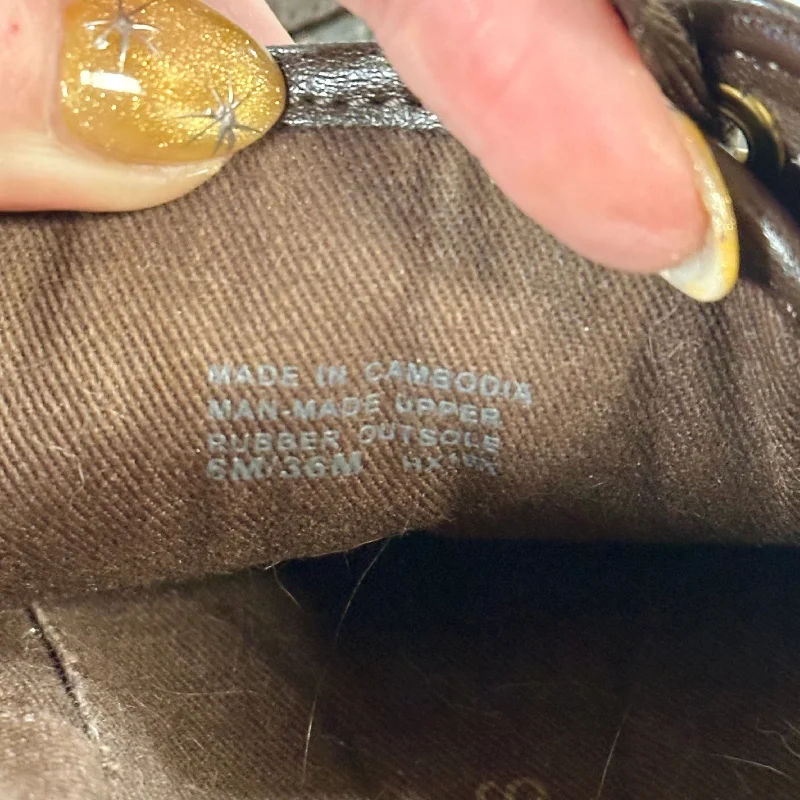 MADE IN CAMBODIA
MAN-MADE UPPER
RUBBER OUTSOLE
6M/36M